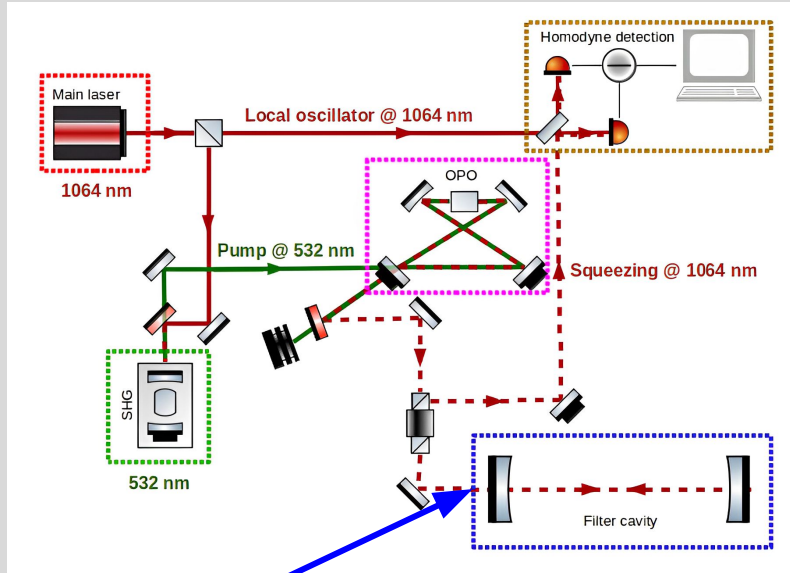 Homodyne detection
Main laser
Local oscillator @ 1064 nm
1064 nm
OPO
Pump @ 532 nm
Squeezing @ 1064 nm
SHG
532 nm
Filter cavity